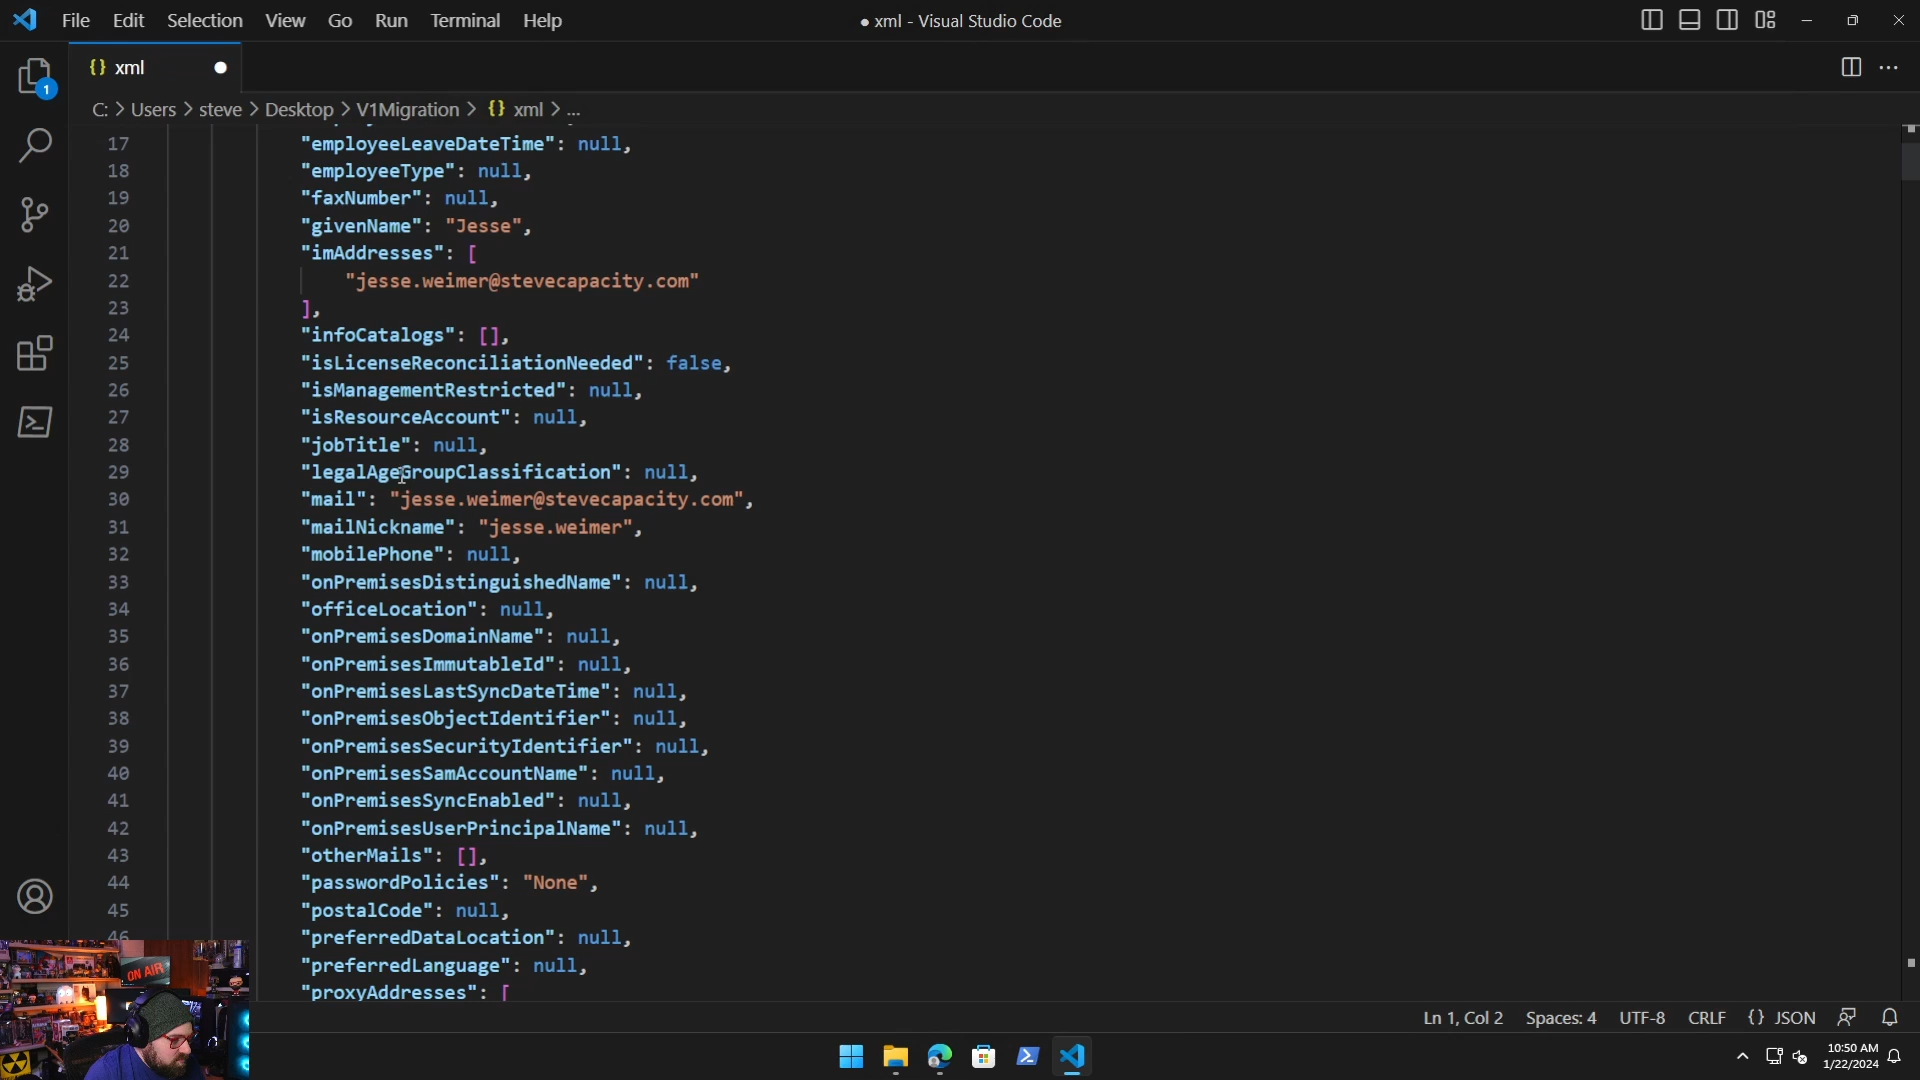 File Edit Selection View Go Run Terminal Help
● xml - Visual Studio Code
{} xml ●
1
C: > Users > steve > Desktop > V1Migration > {} xml > ...
17 "employeeLeaveDateTime": null,
18 "employeeType": null,
19 "faxNumber": null,
20 "givenName": "Jesse",
21 "imAddresses": [
22 "jesse.weimer@stevecapacity.com"
23 ],
24 "infoCatalogs": [],
25 "isLicenseReconciliationNeeded": false,
26 "isManagementRestricted": null,
27 "isResourceAccount": null,
28 "jobTitle": null,
29 "legalAgeGroupClassification": null,
30 "mail": "jesse.weimer@stevecapacity.com",
31 "mailNickname": "jesse.weimer",
32 "mobilePhone": null,
33 "onPremisesDistinguishedName": null,
34 "officeLocation": null,
35 "onPremisesDomainName": null,
36 "onPremisesImmutableId": null,
37 "onPremisesLastSyncDateTime": null,
38 "onPremisesObjectIdentifier": null,
39 "onPremisesSecurityIdentifier": null,
40 "onPremisesSamAccountName": null,
41 "onPremisesSyncEnabled": null,
42 "onPremisesUserPrincipalName": null,
43 "otherMails": [],
44 "passwordPolicies": "None",
45 "postalCode": null,
46 "preferredDataLocation": null,
"preferredLanguage": null,
"proxyAddresses": [
ON AIR
Ln 1, Col 2 Spaces: 4 UTF-8 CRLF {} JSON
10:50 AM
1/22/2024